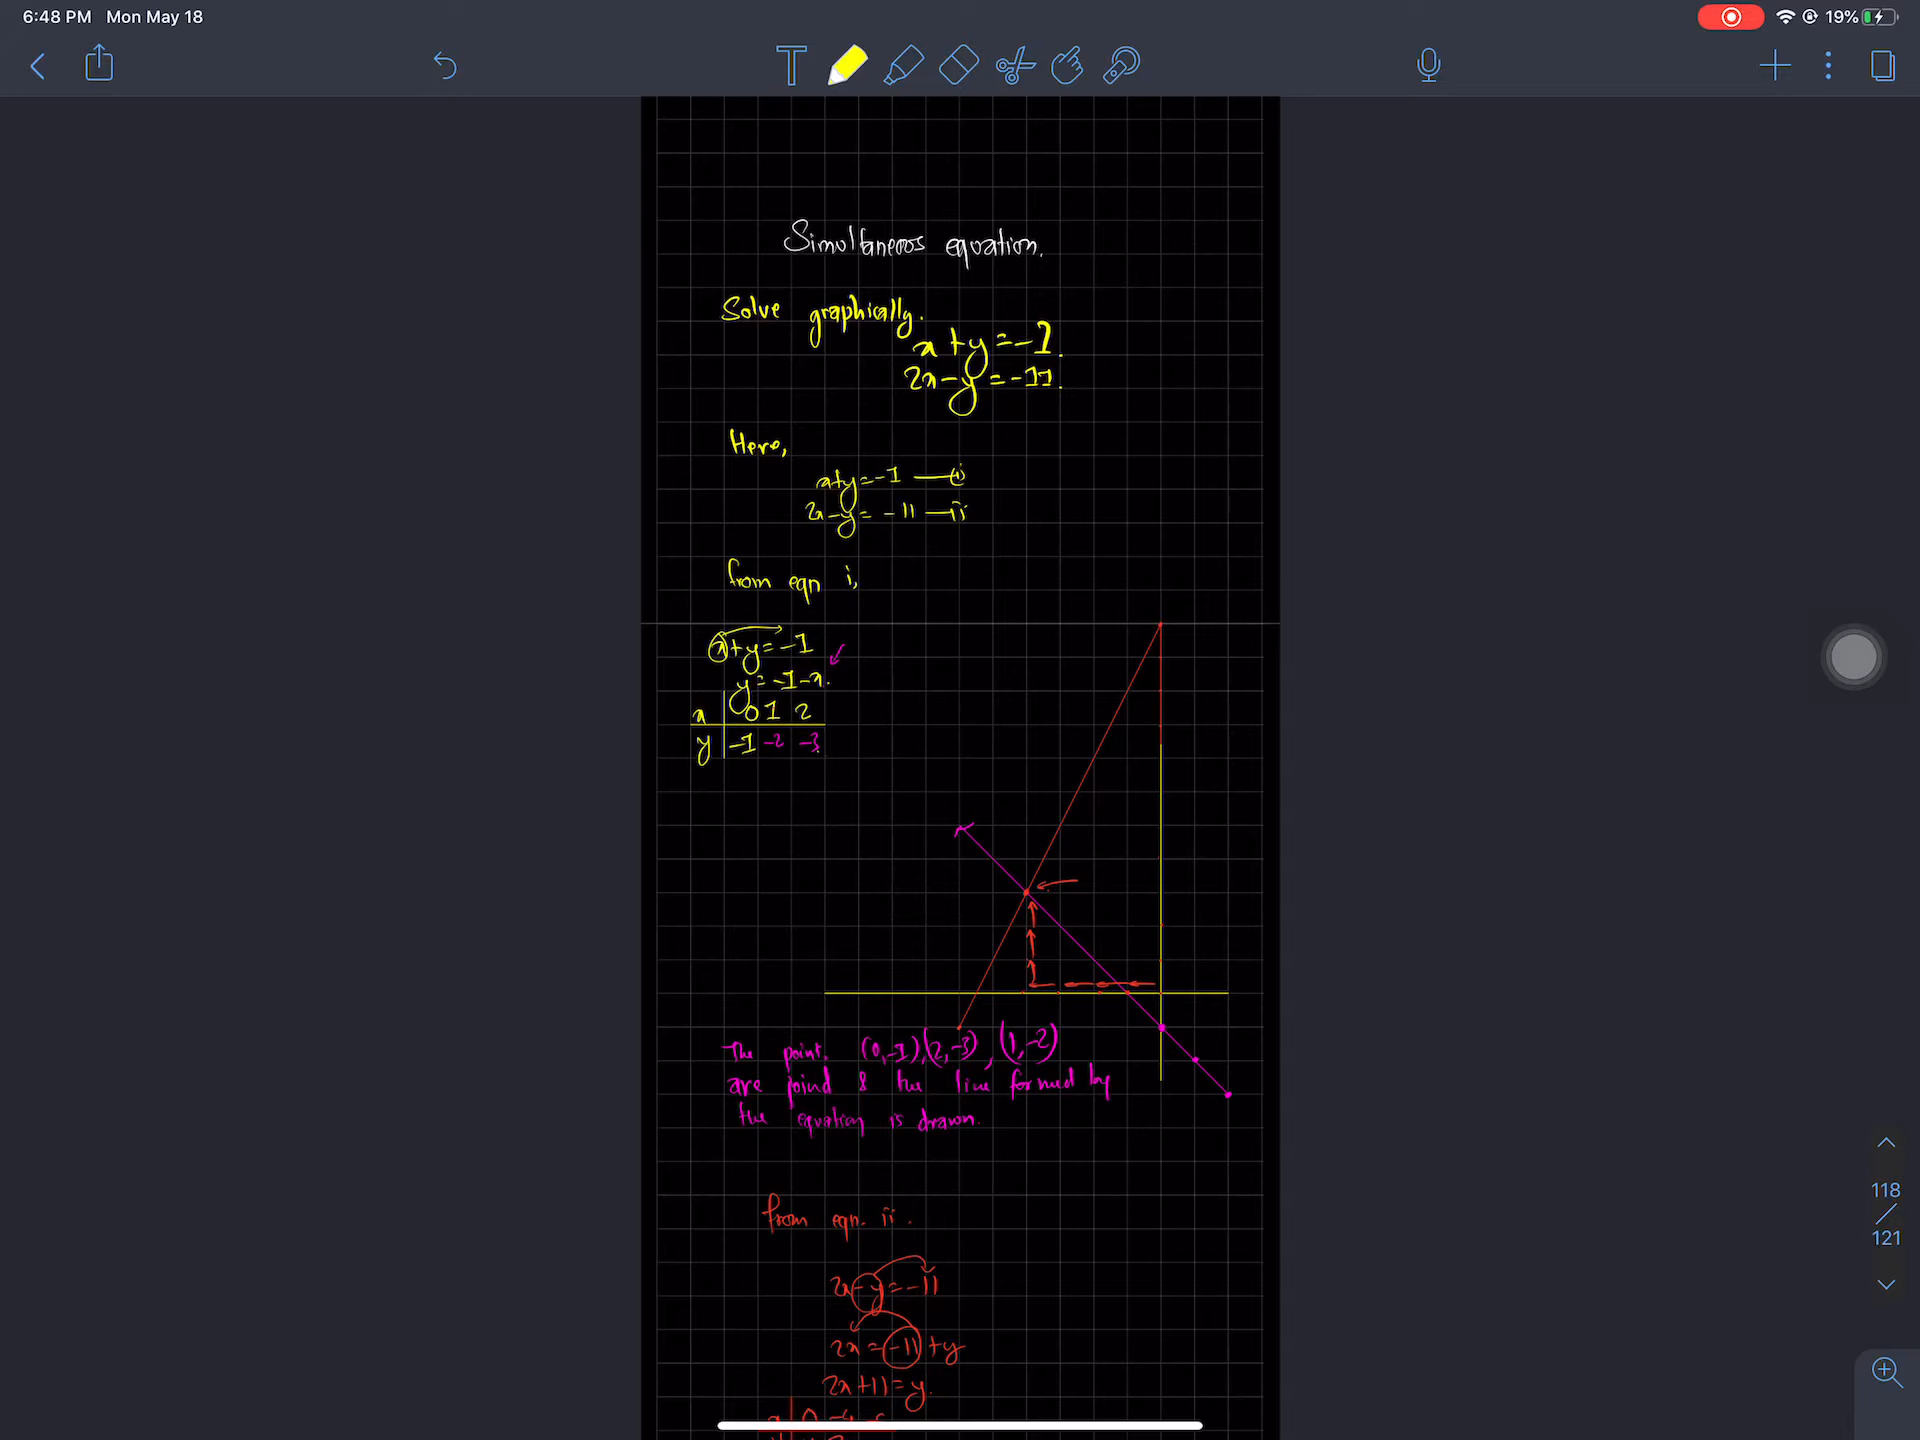 6:48 PM Mon May 18
19%
Simultaneous equation.
Solve graphically.
x + y = -1.
2x - y = -11.
Here,
x+y = -1 — (i)
2x - y = -11 — ii
from eqn i,
x + y = -1
y = -1 - x.
x | 0 1 2
y | -1 -2 -3
The point. (0,-1),(2,-3), (1,-2)
are poind & the line formed by
the equation is drawn.
from eqn. ii.
2x - y = -11
2x = -11 + y
2x + 11 = y.
118
/
121